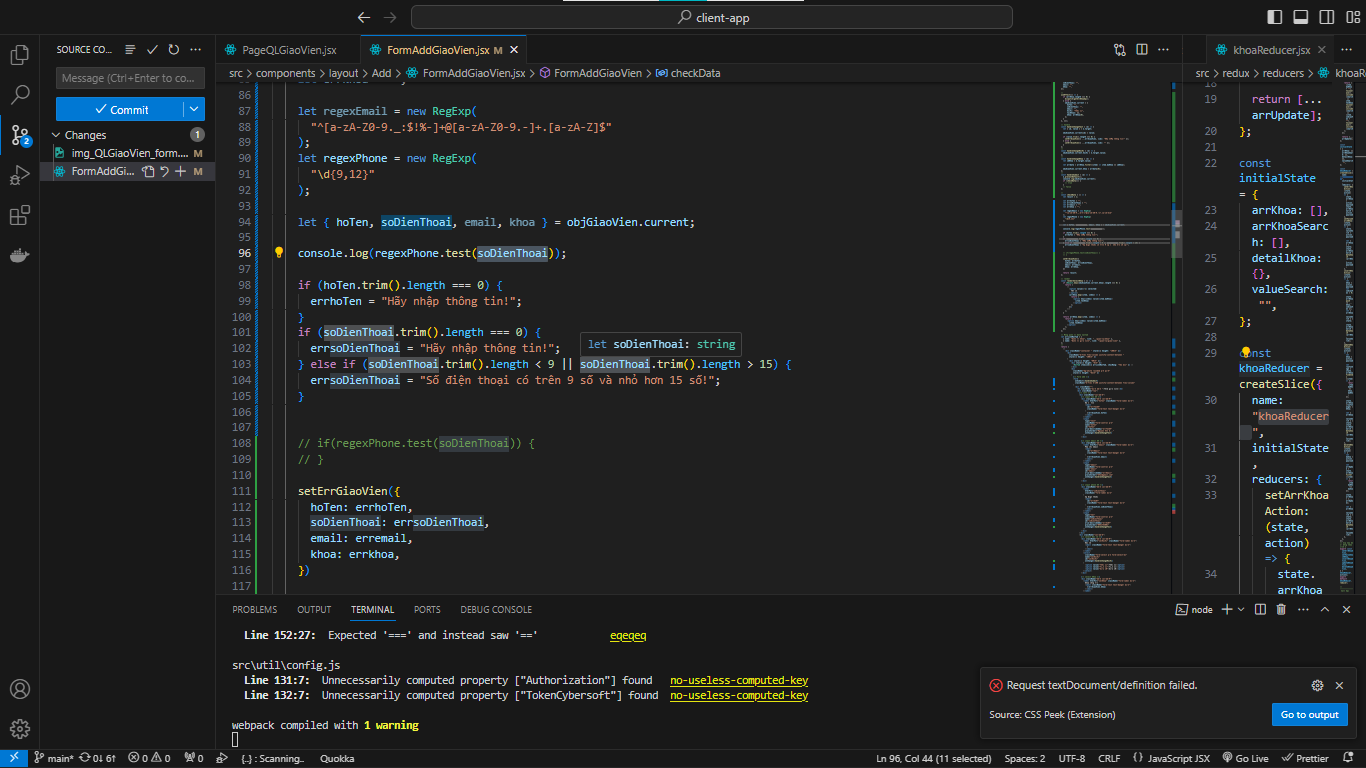 client-app
SOURCE CO...
Message (Ctrl+Enter to co...
Commit
Changes
1
img_QLGiaoVien_form....
M
FormAddGi...
M
2
PageQLGiaoVien.jsx
FormAddGiaoVien.jsx M
khoaReducer.jsx
src > components > layout > Add > FormAddGiaoVien.jsx > FormAddGiaoVien > checkData
86
87 let regexEmail = new RegExp(
88 "^[a-zA-Z0-9._:$!%-]+@[a-zA-Z0-9.-]+.[a-zA-Z]$"
89 );
90 let regexPhone = new RegExp(
91 "\d{9,12}"
92 );
93
94 let { hoTen, soDienThoai, email, khoa } = objGiaoVien.current;
95
96 console.log(regexPhone.test(soDienThoai));
97
98 if (hoTen.trim().length === 0) {
99 errhoTen = "Hãy nhập thông tin!";
100 }
101 if (soDienThoai.trim().length === 0) {
102 errsoDienThoai = "Hãy nhập thông tin!";
let soDienThoai: string
103 } else if (soDienThoai.trim().length < 9 || soDienThoai.trim().length > 15) {
104 errsoDienThoai = "Số điện thoại có trên 9 số và nhỏ hơn 15 số!";
105 }
106
107
108 // if(regexPhone.test(soDienThoai)) {
109 // }
110
111 setErrGiaoVien({
112 hoTen: errhoTen,
113 soDienThoai: errsoDienThoai,
114 email: erremail,
115 khoa: errkhoa,
116 })
117
src > redux > reducers > khoaR
18
19 return [...
arrUpdate];
20 };
21
22 const
initialState
= {
23 arrKhoa: [],
24 arrKhoaSearc
h: [],
25 detailKhoa:
{},
26 valueSearch:
"",
27 };
28
29 const
khoaReducer =
createSlice({
30 name:
"khoaReducer
",
31 initialState
,
32 reducers: {
33 setArrKhoa
Action:
(state,
action)
=> {
34 state.
arrKhoa
PROBLEMS OUTPUT TERMINAL PORTS DEBUG CONSOLE
node
Line 152:27: Expected '===' and instead saw '==' eqeqeq
src\util\config.js
Line 131:7: Unnecessarily computed property ["Authorization"] found no-useless-computed-key
Line 132:7: Unnecessarily computed property ["TokenCybersoft"] found no-useless-computed-key
webpack compiled with 1 warning
Request textDocument/definition failed.
Source: CSS Peek (Extension)
Go to output
main* 0↓ 6↑ 0 0 0 {..} : Scanning.. Quokka
Ln 96, Col 44 (11 selected) Spaces: 2 UTF-8 CRLF {} JavaScript JSX Go Live Prettier